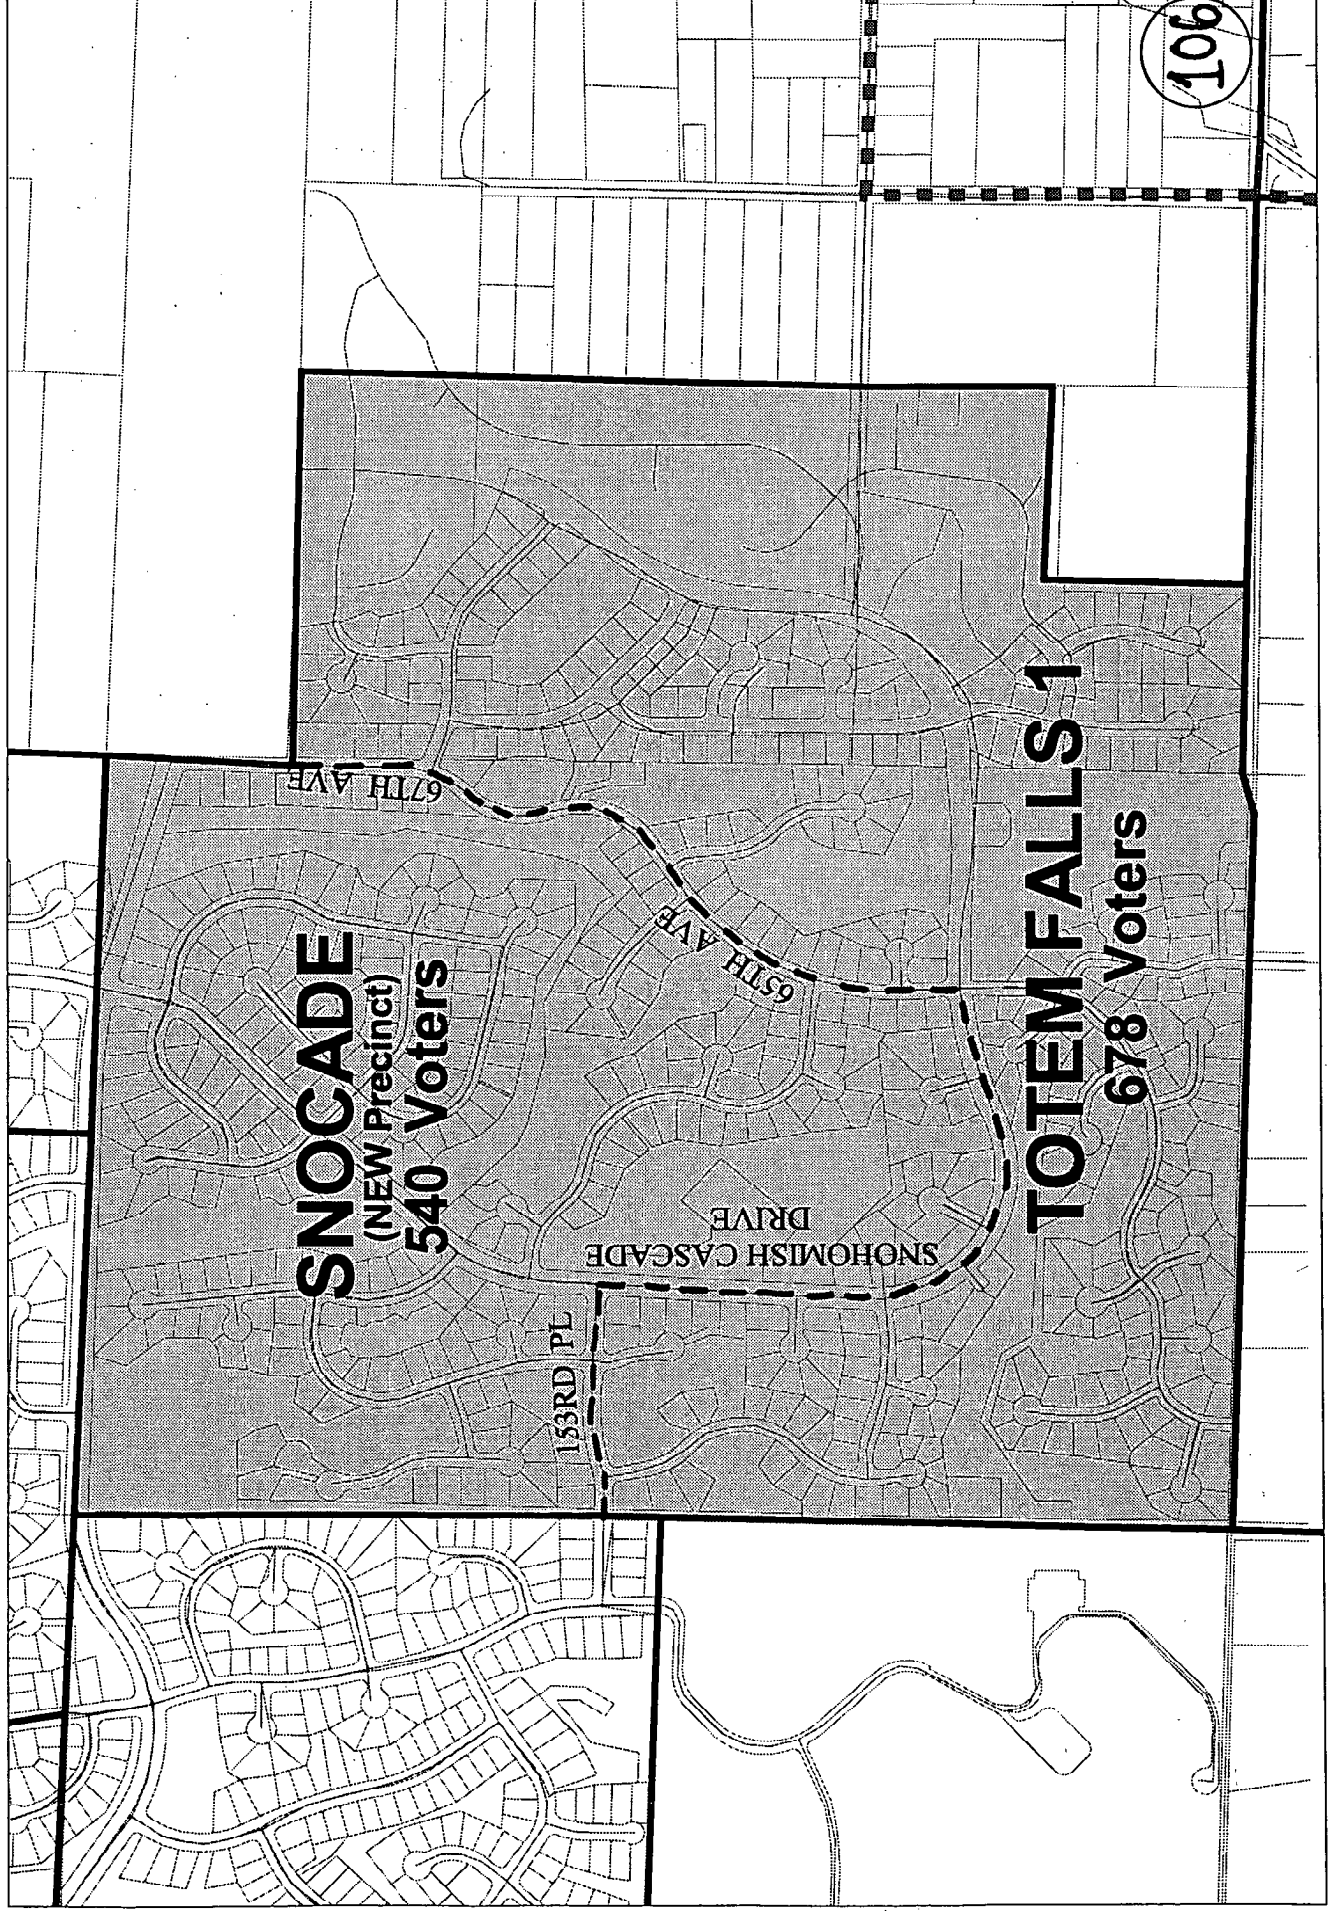 SNOCADE
(NEW Precinct)
540 Voters
67TH AVE
65TH AVE
SNOHOMISH CASCADE
DRIVE
153RD PL
TOTEM FALLS 1
678 Voters
106